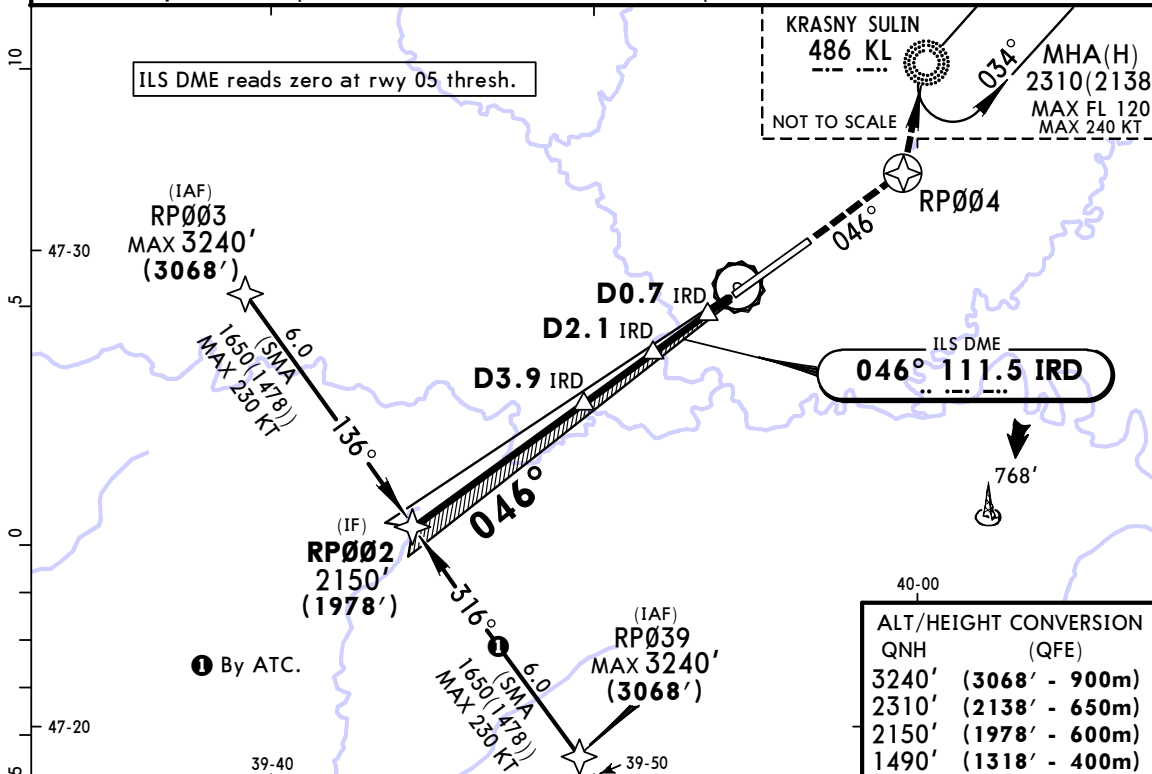 KRASNY SULIN
486 KL
034°
MHA(H)
2310(2138
MAX FL 120
MAX 240 KT
NOT TO SCALE
10
ILS DME reads zero at rwy 05 thresh.
(IAF)
RPØØ3
MAX 3240'
(3068')
RPØØ4
046°
47-30
5
D0.7 IRD
D2.1 IRD
D3.9 IRD
ILS DME
046° 111.5 IRD
6.0
(SMA
1650(1478))
MAX 230 KT
136°
768'
046°
0
(IF)
RPØØ2
2150'
(1978')
316°
1
1 By ATC.
(IAF)
RPØ39
MAX 3240'
(3068')
6.0
(SMA
1650(1478))
MAX 230 KT
40-00
ALT/HEIGHT CONVERSION
QNH (QFE)
3240' (3068' - 900m)
2310' (2138' - 650m)
2150' (1978' - 600m)
1490' (1318' - 400m)
47-20
39-40
39-50
5